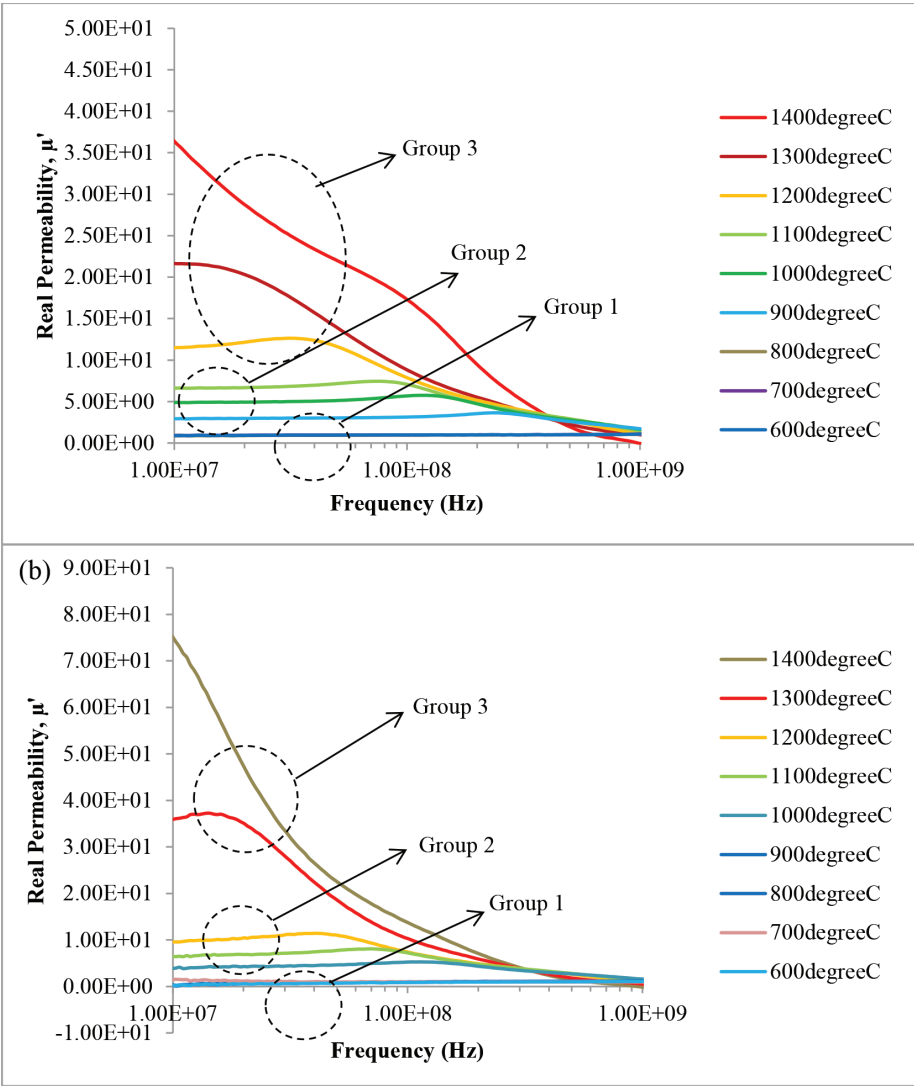 5.00E+01
4.50E+01
4.00E+01
3.50E+01
3.00E+01
2.50E+01
2.00E+01
1.50E+01
1.00E+01
5.00E+00
0.00E+00
Real Permeability, μ'
1.00E+07
1.00E+08
1.00E+09
Frequency (Hz)
Group 3
Group 2
Group 1
1400degreeC
1300degreeC
1200degreeC
1100degreeC
1000degreeC
900degreeC
800degreeC
700degreeC
600degreeC
(b)
9.00E+01
8.00E+01
7.00E+01
6.00E+01
5.00E+01
4.00E+01
3.00E+01
2.00E+01
1.00E+01
0.00E+00
-1.00E+01
Real Permeability, μ'
1.00E+07
1.00E+08
1.00E+09
Frequency (Hz)
Group 3
Group 2
Group 1
1400degreeC
1300degreeC
1200degreeC
1100degreeC
1000degreeC
900degreeC
800degreeC
700degreeC
600degreeC